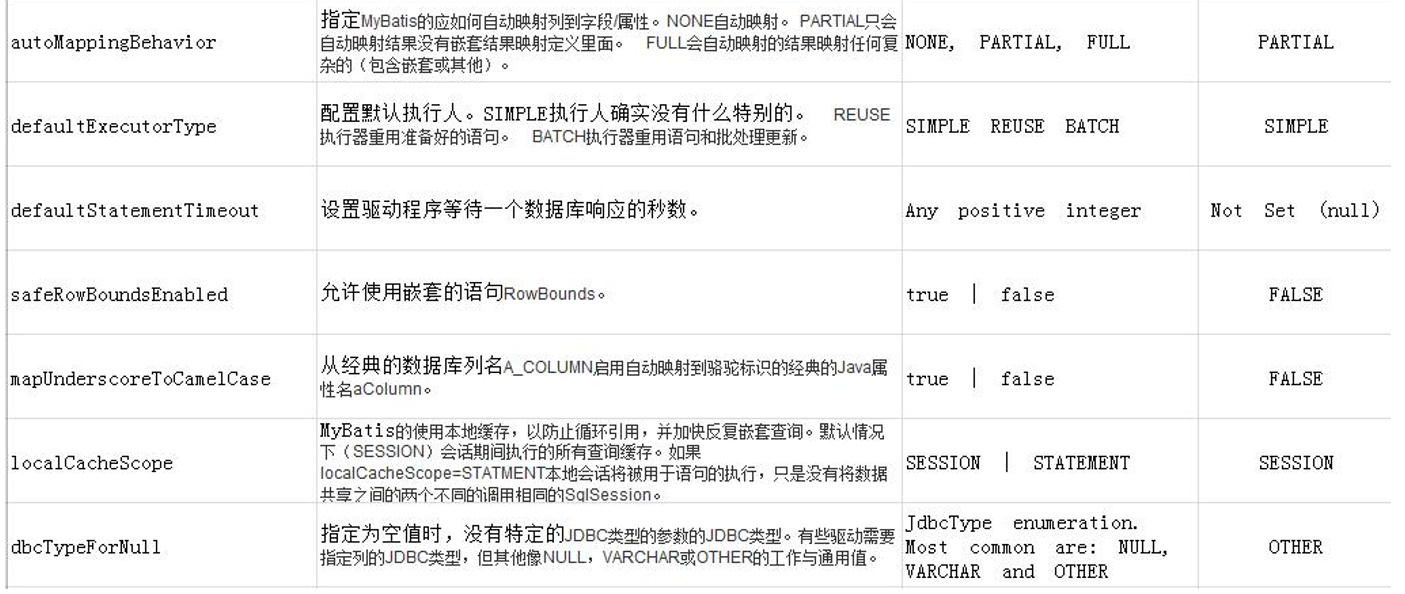 autoMappingBehavior
指定MyBatis的应如何自动映射列到字段/属性。NONE自动映射。 PARTIAL只会
自动映射结果没有嵌套结果映射定义里面。 FULL会自动映射的结果映射任何复
杂的（包含嵌套或其他）。
NONE, PARTIAL, FULL
PARTIAL
defaultExecutorType
配置默认执行人。SIMPLE执行人确实没有什么特别的。 REUSE
执行器重用准备好的语句。 BATCH执行器重用语句和批处理更新。
SIMPLE REUSE BATCH
SIMPLE
defaultStatementTimeout
设置驱动程序等待一个数据库响应的秒数。
Any positive integer
Not Set (null)
safeRowBoundsEnabled
允许使用嵌套的语句RowBounds。
true | false
FALSE
mapUnderscoreToCamelCase
从经典的数据库列名A_COLUMN启用自动映射到骆驼标识的经典的Java属
性名aColumn。
true | false
FALSE
localCacheScope
MyBatis的使用本地缓存，以防止循环引用，并加快反复嵌套查询。默认情况
下（SESSION）会话期间执行的所有查询缓存。如果
localCacheScope=STATMENT本地会话将被用于语句的执行，只是没有将数据
共享之间的两个不同的调用相同的SqlSession。
SESSION | STATEMENT
SESSION
dbcTypeForNull
指定为空值时，没有特定的JDBC类型的参数的JDBC类型。有些驱动需要
指定列的JDBC类型，但其他像NULL，VARCHAR或OTHER的工作与通用值。
JdbcType enumeration.
Most common are: NULL,
VARCHAR and OTHER
OTHER